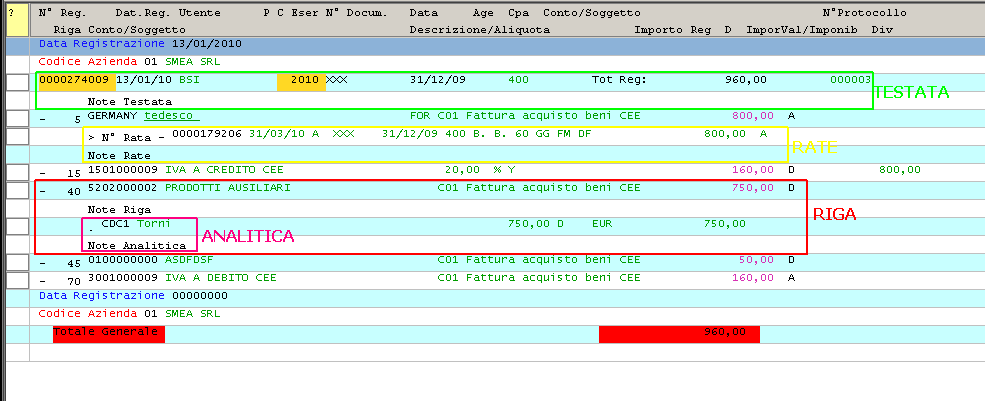 ? N° Reg. Dat.Reg. Utente P C Eser N° Docum. Data Age Cpa Conto/Soggetto N°Protocollo
Riga Conto/Soggetto Descrizione/Aliquota Importo Reg D ImporVal/Imponib Div
Data Registrazione 13/01/2010
Codice Azienda 01 SMEA SRL
0000274009 13/01/10 BSI 2010 XXX 31/12/09 400 Tot Reg: 960,00 000003
TESTATA
Note Testata
- 5 GERMANY tedesco FOR C01 Fattura acquisto beni CEE 800,00 A
> N° Rata - 0000179206 31/03/10 A XXX 31/12/09 400 B. B. 60 GG FM DF 800,00 A
RATE
Note Rate
- 15 1501000009 IVA A CREDITO CEE 20,00 % Y 160,00 D 800,00
- 40 5202000002 PRODOTTI AUSILIARI C01 Fattura acquisto beni CEE 750,00 D
Note Riga
RIGA
. CDC1 Torni 750,00 D EUR 750,00
ANALITICA
Note Analitica
- 45 0100000000 ASDFDSF C01 Fattura acquisto beni CEE 50,00 D
- 70 3001000009 IVA A DEBITO CEE C01 Fattura acquisto beni CEE 160,00 A
Data Registrazione 00000000
Codice Azienda 01 SMEA SRL
Totale Generale 960,00